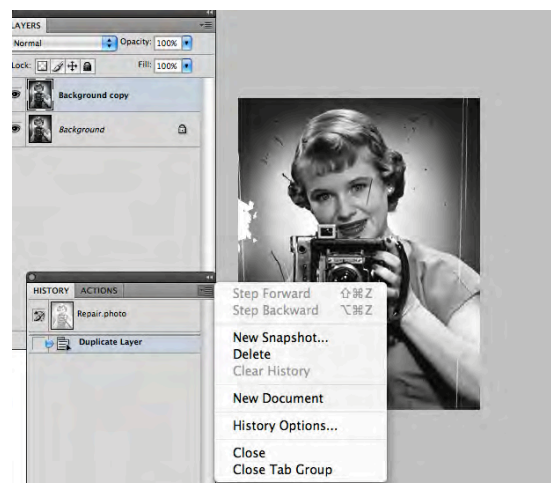 LAYERS
Normal Opacity: 100%
Lock: Fill: 100%
Background copy
Background
HISTORY ACTIONS
Repair.photo
Duplicate Layer
Step Forward ⇧⌘Z
Step Backward ⌥⌘Z
New Snapshot...
Delete
Clear History
New Document
History Options...
Close
Close Tab Group